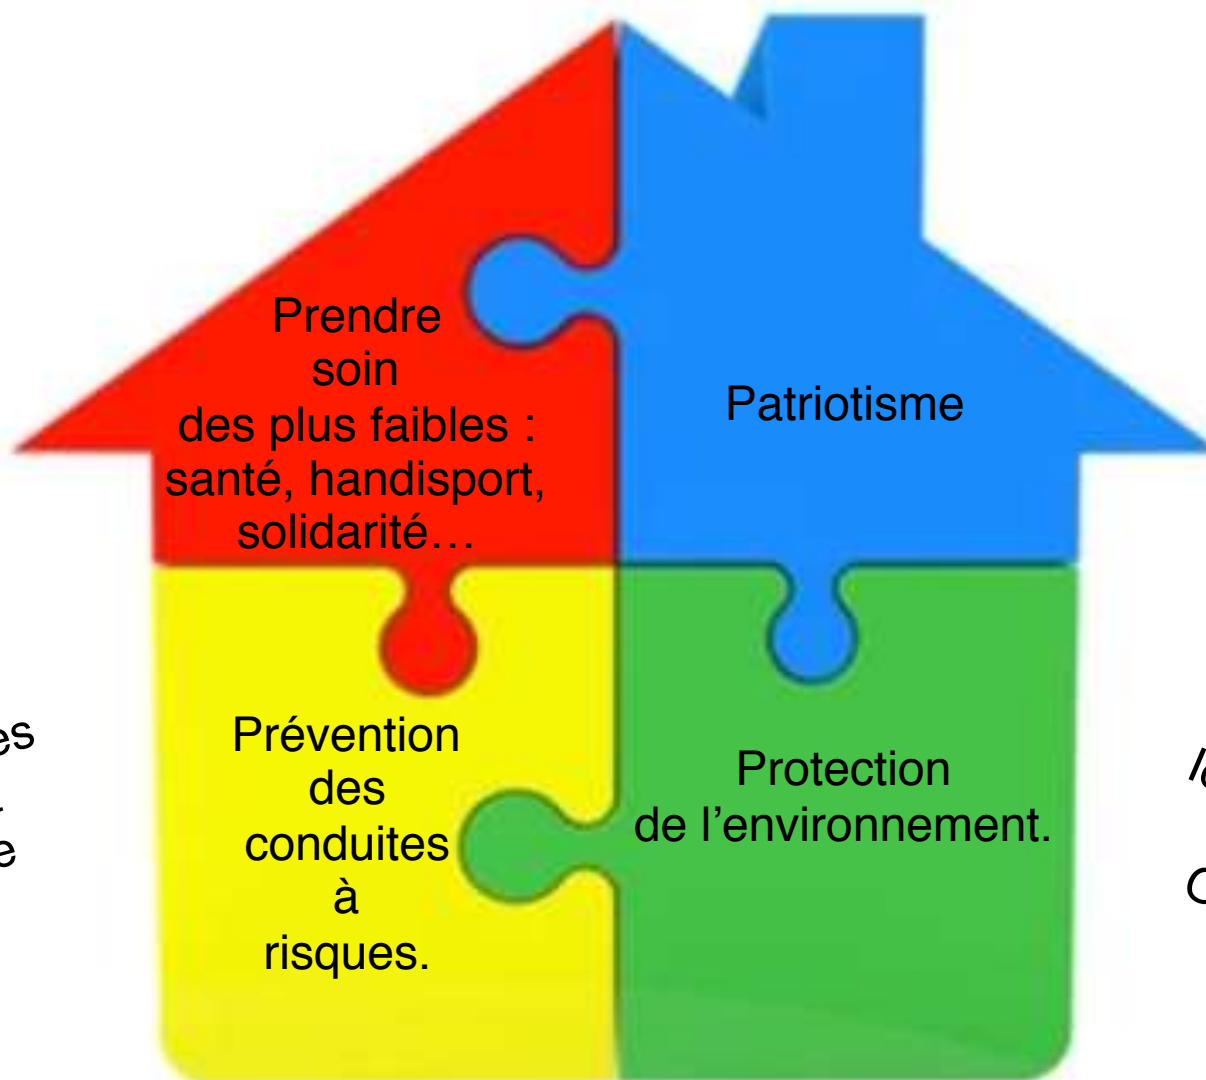 Prendre
soin
des plus faibles :
santé, handisport,
solidarité…
Patriotisme
Prévention
des
conduites
à
risques.
Protection
de l’environnement.